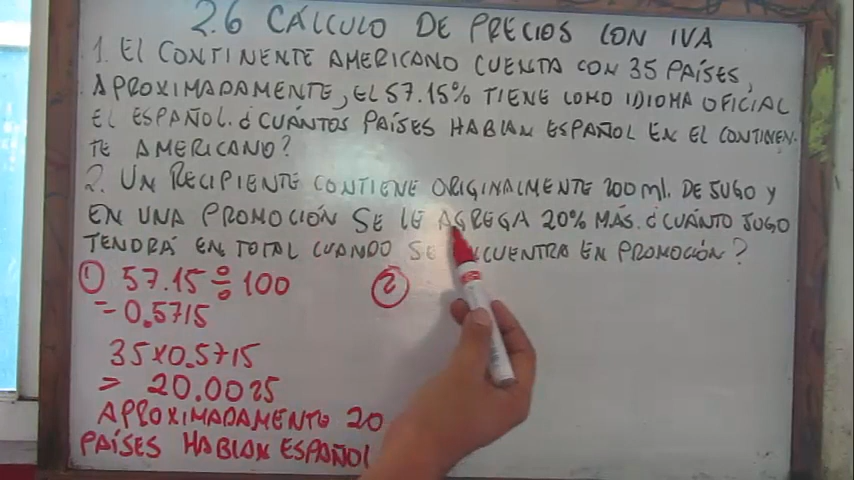 2.6 CÁLCULO DE PRECIOS CON IVA
1. EL CONTINENTE AMERICANO CUENTA CON 35 PAÍSES,
APROXIMADAMENTE, EL 57.15% TIENE COMO IDIOMA OFICIAL
EL ESPAÑOL. ¿CUÁNTOS PAÍSES HABLAN ESPAÑOL EN EL CONTINEN-
TE AMERICANO?
2. UN RECIPIENTE CONTIENE ORIGINALMENTE 200 ml. DE JUGO Y
EN UNA PROMOCIÓN SE LE AGREGA 20% MÁS. ¿CUÁNTO JUGO
TENDRÁ EN TOTAL CUANDO SE NCUENTRA EN PROMOCIÓN?
① 57.15 ÷ 100
= 0.5715
35 x 0.5715
= 20.0025
APROXIMADAMENTE 20
PAÍSES HABLAN ESPAÑOL
②